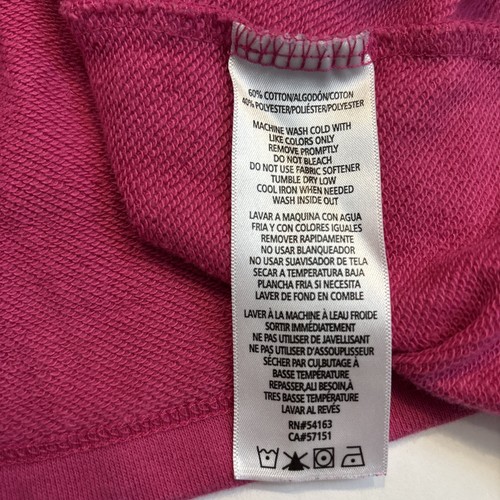 60% COTTON/ALGODÓN/COTON
40% POLYESTER/POLIÉSTER/POLYESTER
MACHINE WASH COLD WITH
LIKE COLORS ONLY
REMOVE PROMPTLY
DO NOT BLEACH
DO NOT USE FABRIC SOFTENER
TUMBLE DRY LOW
COOL IRON WHEN NEEDED
WASH INSIDE OUT
LAVAR A MAQUINA CON AGUA
FRIA Y CON COLORES IGUALES
REMOVER RAPIDAMENTE
NO USAR BLANQUEADOR
NO USAR SUAVISADOR DE TELA
SECAR A TEMPERATURA BAJA
PLANCHA FRIA SI NECESITA
LAVER DE FOND EN COMBLE
LAVER À LA MACHINE À LEAU FROIDE
SORTIR IMMÉDIATEMENT
NE PAS UTILISER DE JAVELLISANT
NE PAS UTILISER D'ASSOUPLISSEUR
SÉCHER PAR CULBUTAGE À
BASSE TEMPÉRATURE
REPASSER,ALI BESOIN,À
TRES BASSE TEMPÉRATURE
LAVAR AL REVÉS
RN#54163
CA#57151